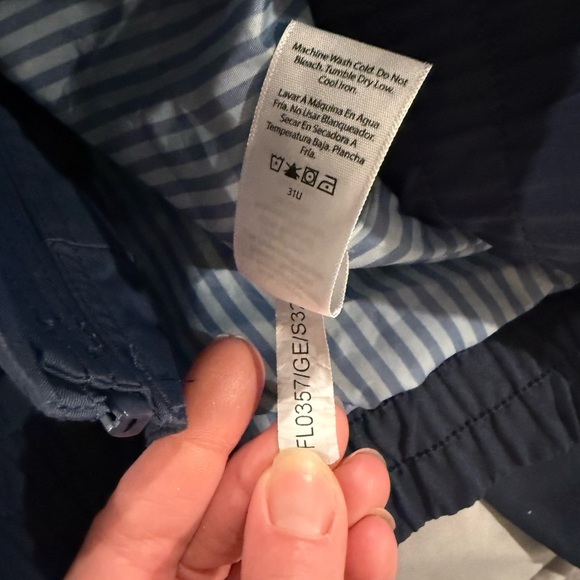 Machine Wash Cold. Do Not
Bleach. Tumble Dry Low.
Cool Iron.
Lavar A Máquina En Agua
Fría. No Usar Blanqueador.
Secar En Secadora A
Temperatura Baja. Plancha
Fría.
31U
FL0357/GE/S3